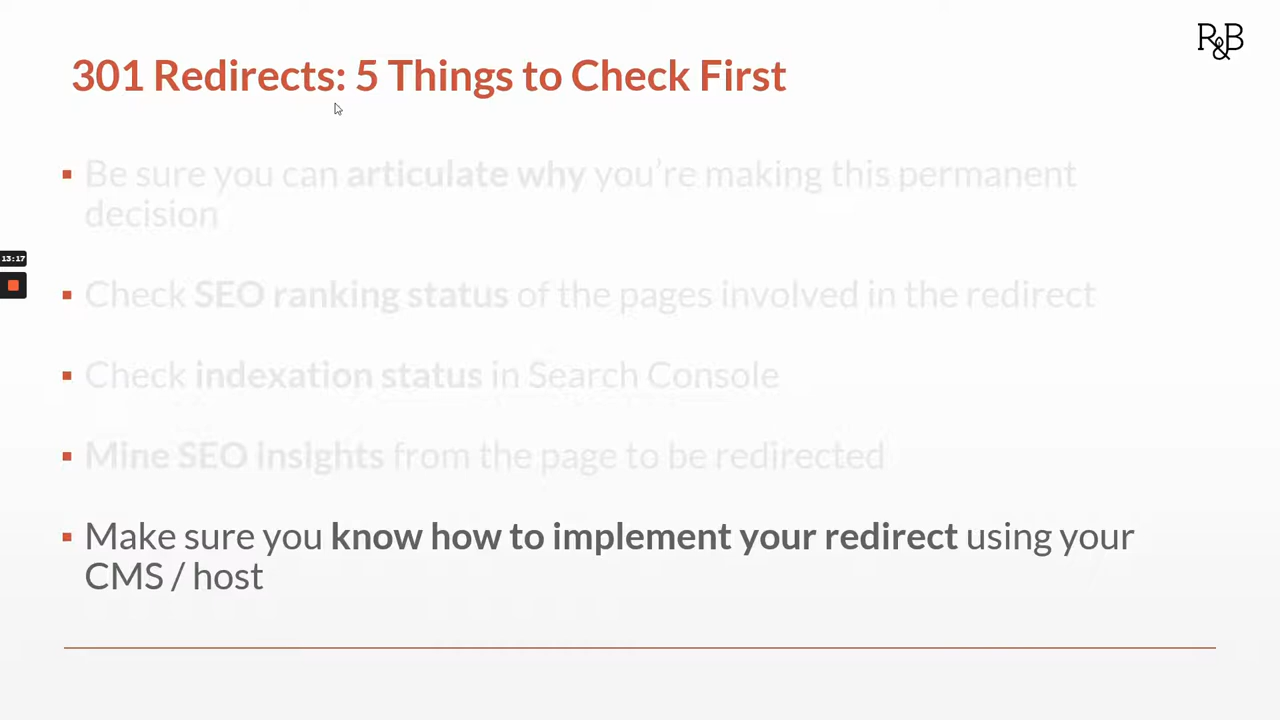 R&B
301 Redirects: 5 Things to Check First
Be sure you can articulate why you're making this permanent
decision
13:17
Check SEO ranking status of the pages involved in the redirect
Check indexation status in Search Console
Mine SEO insights from the page to be redirected
Make sure you know how to implement your redirect using your
CMS / host